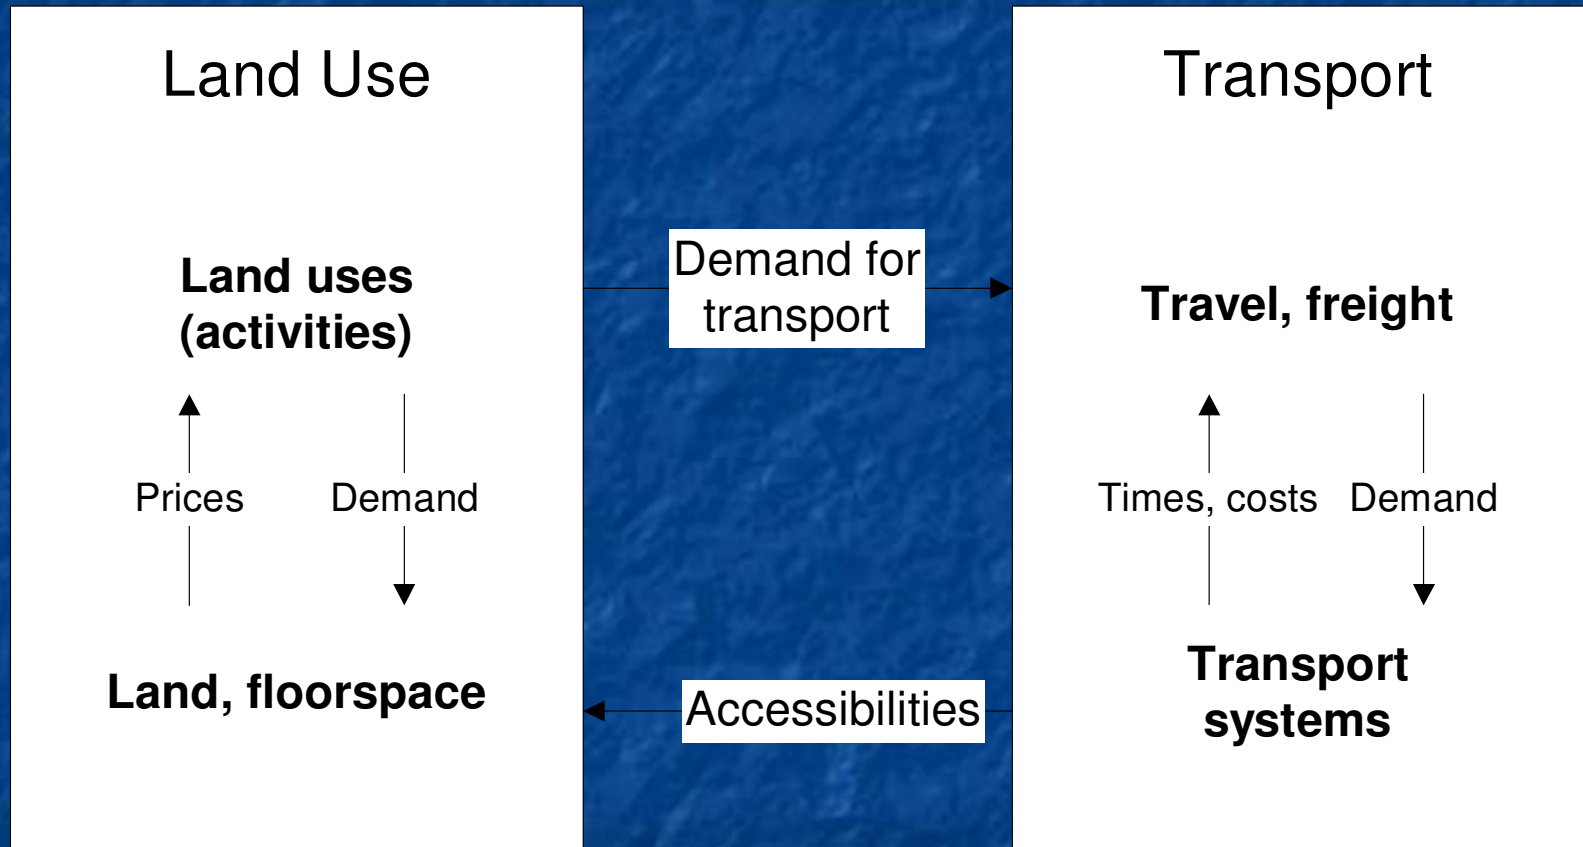 Land Use
Land uses
(activities)
Prices
Demand
Land, floorspace
Demand for
transport
Accessibilities
Transport
Travel, freight
Times, costs
Demand
Transport
systems